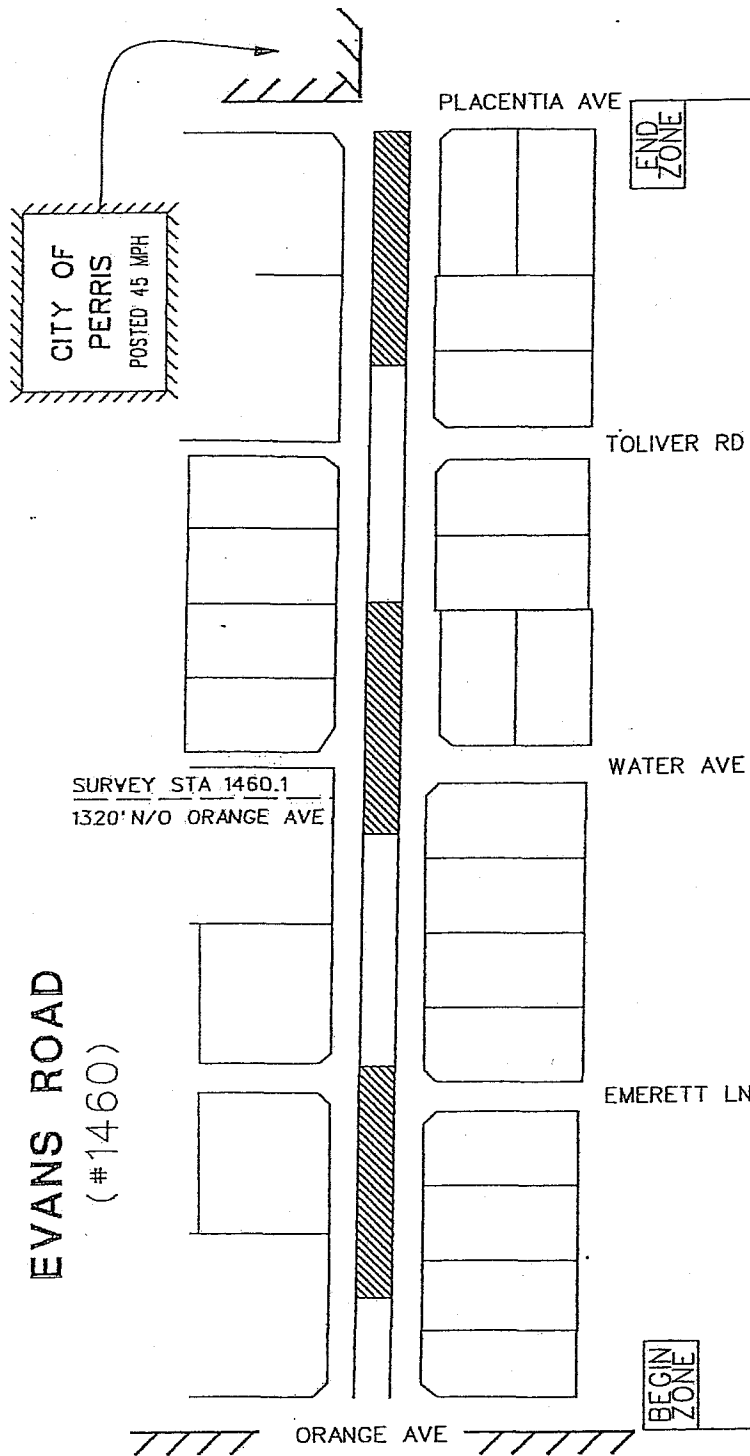 CITY OF
PERRIS
POSTED 45 MPH
PLACENTIA AVE
END
ZONE
TOLIVER RD
WATER AVE
SURVEY STA 1460.1
1320' N/O ORANGE AVE
EVANS ROAD
(#1460)
EMERETT LN
BEGIN
ZONE
ORANGE AVE